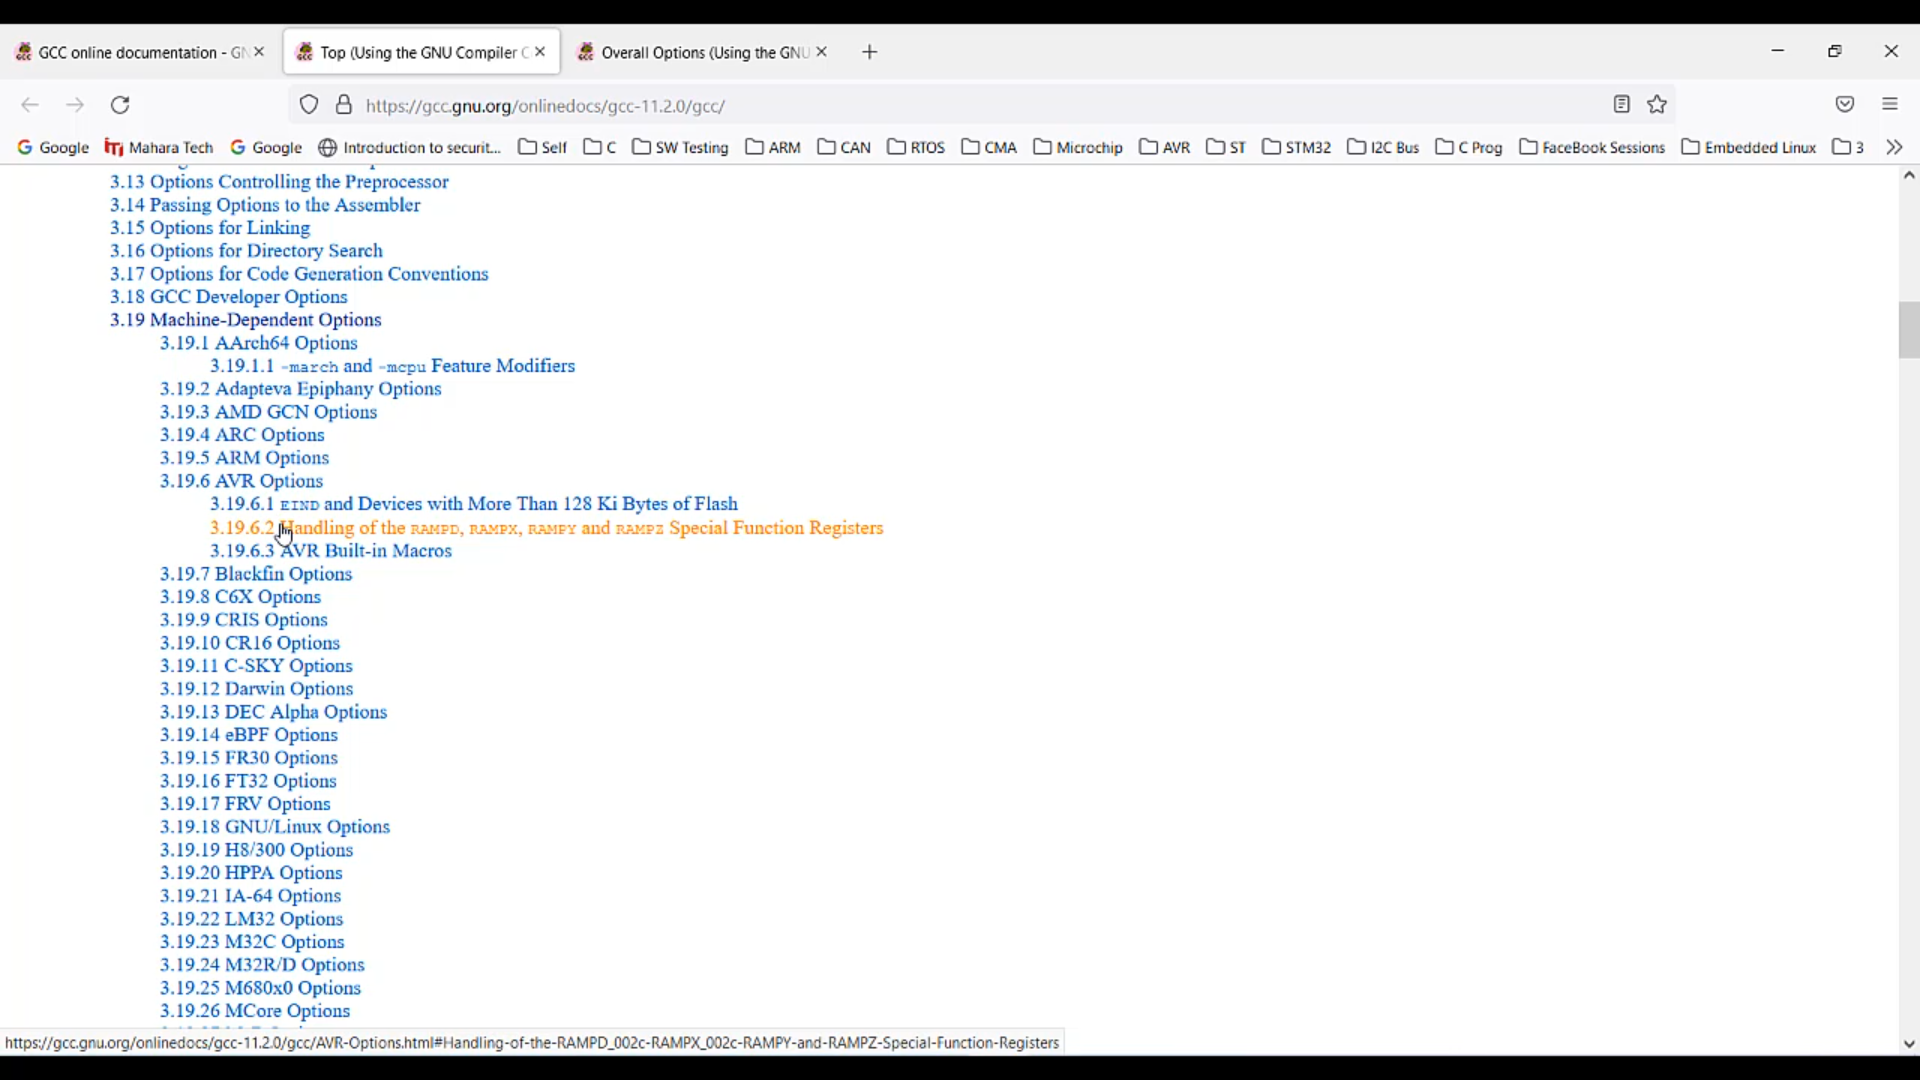 GCC online documentation - GN
Top (Using the GNU Compiler C
Overall Options (Using the GNU
https://gcc.gnu.org/onlinedocs/gcc-11.2.0/gcc/
Google Mahara Tech Google Introduction to securit... Self C SW Testing ARM CAN RTOS CMA Microchip AVR ST STM32 I2C Bus C Prog FaceBook Sessions Embedded Linux 3
3.13 Options Controlling the Preprocessor
3.14 Passing Options to the Assembler
3.15 Options for Linking
3.16 Options for Directory Search
3.17 Options for Code Generation Conventions
3.18 GCC Developer Options
3.19 Machine-Dependent Options
3.19.1 AArch64 Options
3.19.1.1 -march and -mcpu Feature Modifiers
3.19.2 Adapteva Epiphany Options
3.19.3 AMD GCN Options
3.19.4 ARC Options
3.19.5 ARM Options
3.19.6 AVR Options
3.19.6.1 EIND and Devices with More Than 128 Ki Bytes of Flash
3.19.6.2 Handling of the RAMPD, RAMPX, RAMPY and RAMPZ Special Function Registers
3.19.6.3 AVR Built-in Macros
3.19.7 Blackfin Options
3.19.8 C6X Options
3.19.9 CRIS Options
3.19.10 CR16 Options
3.19.11 C-SKY Options
3.19.12 Darwin Options
3.19.13 DEC Alpha Options
3.19.14 eBPF Options
3.19.15 FR30 Options
3.19.16 FT32 Options
3.19.17 FRV Options
3.19.18 GNU/Linux Options
3.19.19 H8/300 Options
3.19.20 HPPA Options
3.19.21 IA-64 Options
3.19.22 LM32 Options
3.19.23 M32C Options
3.19.24 M32R/D Options
3.19.25 M680x0 Options
3.19.26 MCore Options
https://gcc.gnu.org/onlinedocs/gcc-11.2.0/gcc/AVR-Options.html#Handling-of-the-RAMPD_002c-RAMPX_002c-RAMPY-and-RAMPZ-Special-Function-Registers